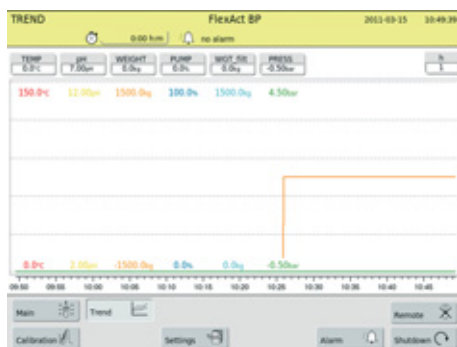 TREND FlexAct BP 2011-03-15 10:49:39
0:00 h:m no alarm
TEMP pH WEIGHT PUMP WGT_filt PRESS h
0.0°C 7.00pH 0.0kg 0.0% 0.0kg -0.50bar 1
150.0°C 12.00pH 1500.0kg 100.0% 1500.0kg 4.50bar
0.0°C 2.00pH -1500.0kg 0.0% 0.0kg -0.50bar
09:50 09:55 10:00 10:05 10:10 10:15 10:20 10:25 10:30 10:35 10:40 10:45
Main Trend Remote
Calibration Settings Alarm Shutdown